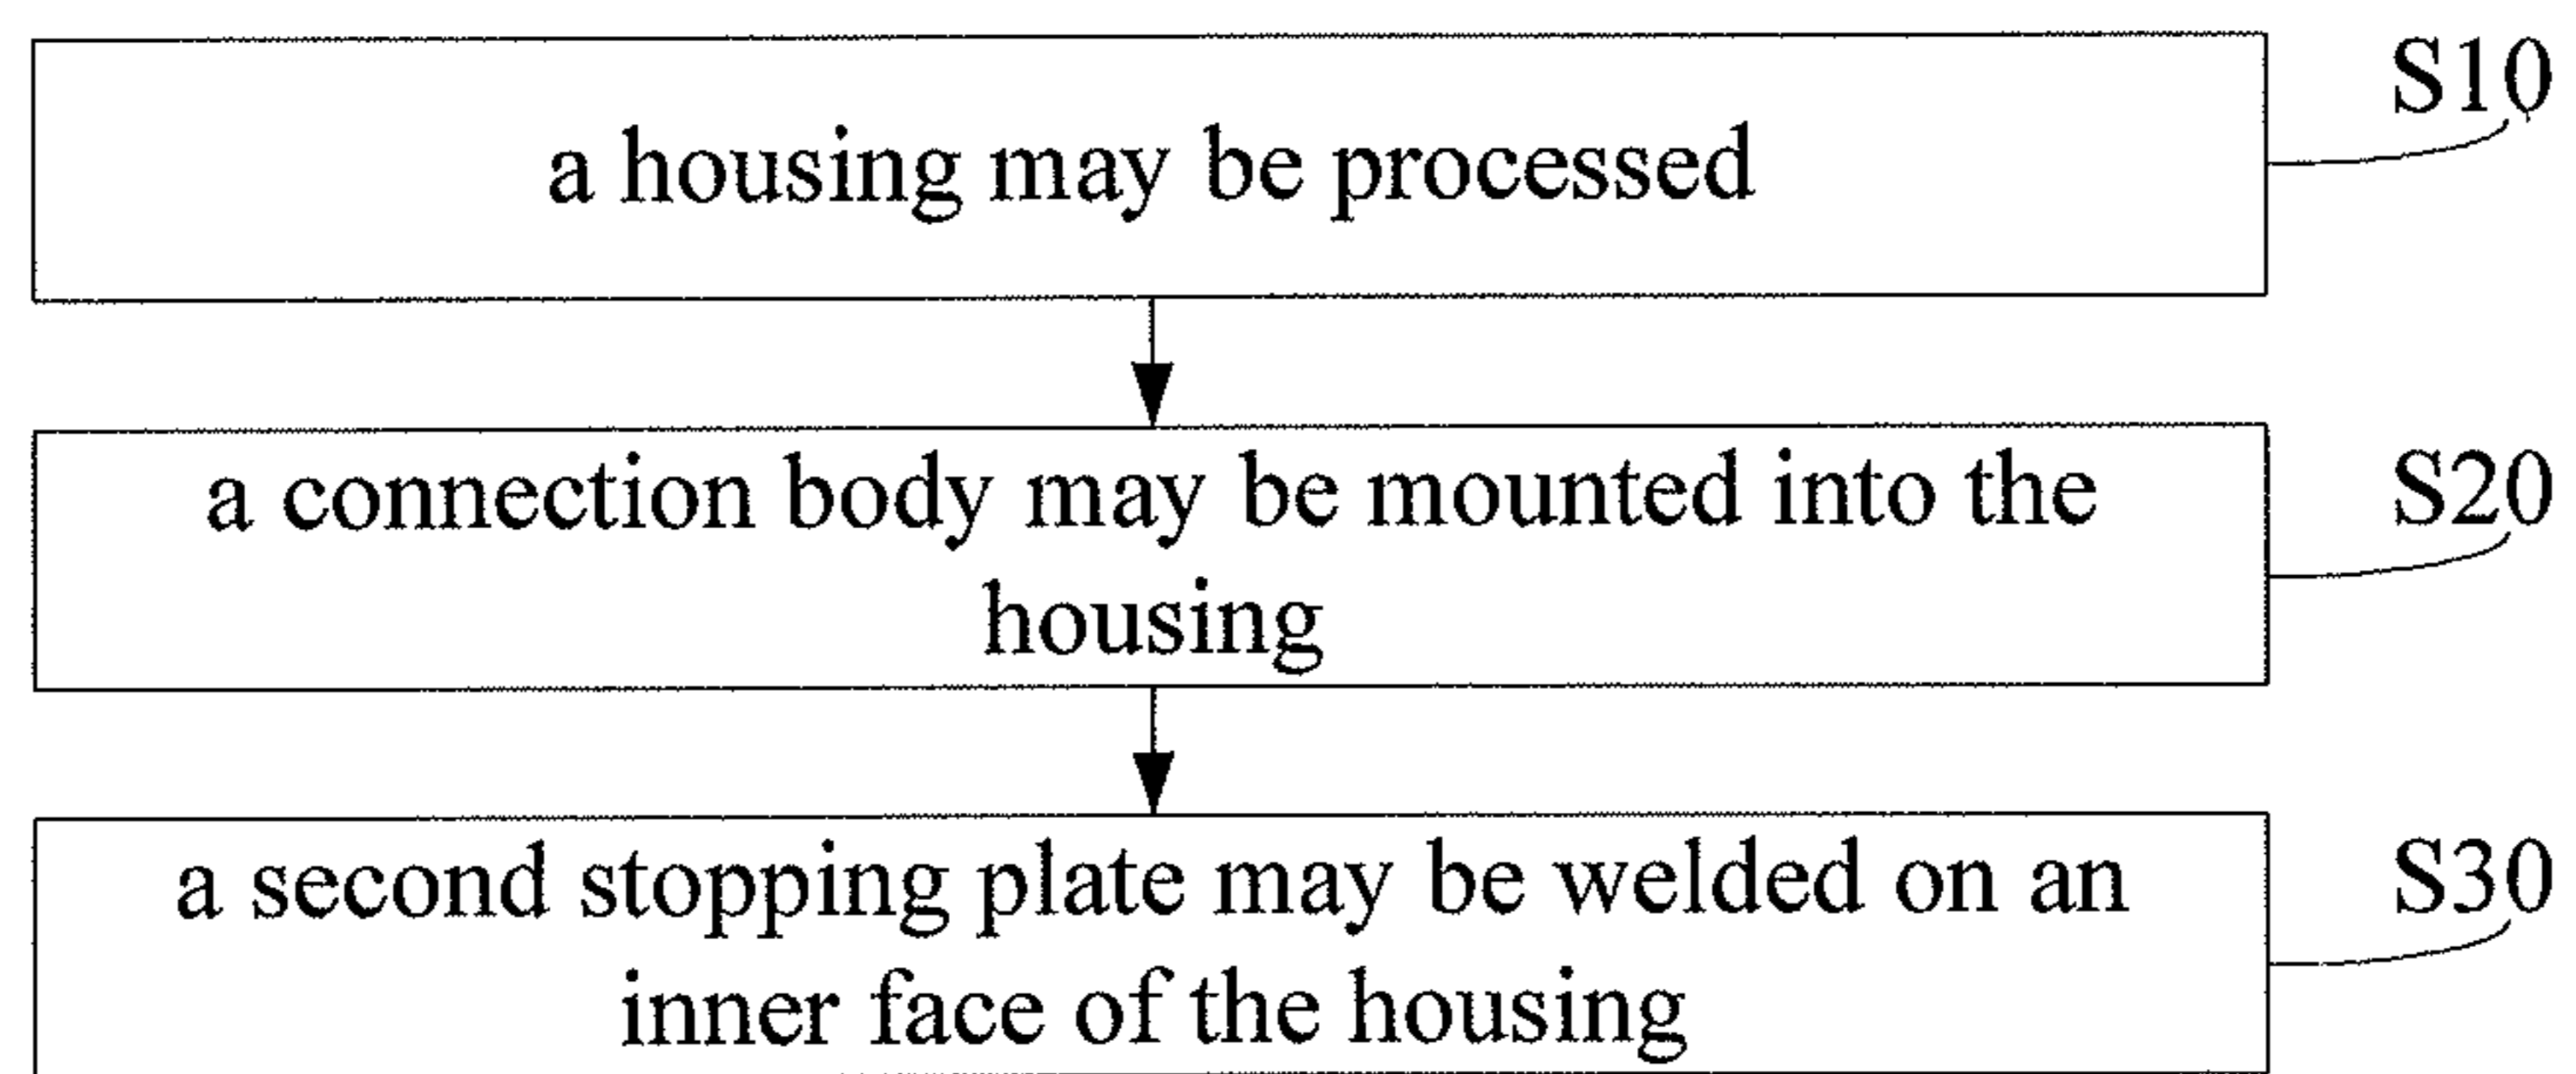 a housing may be processed
S10
a connection body may be mounted into the
housing
S20
a second stopping plate may be welded on an
inner face of the housing
S30